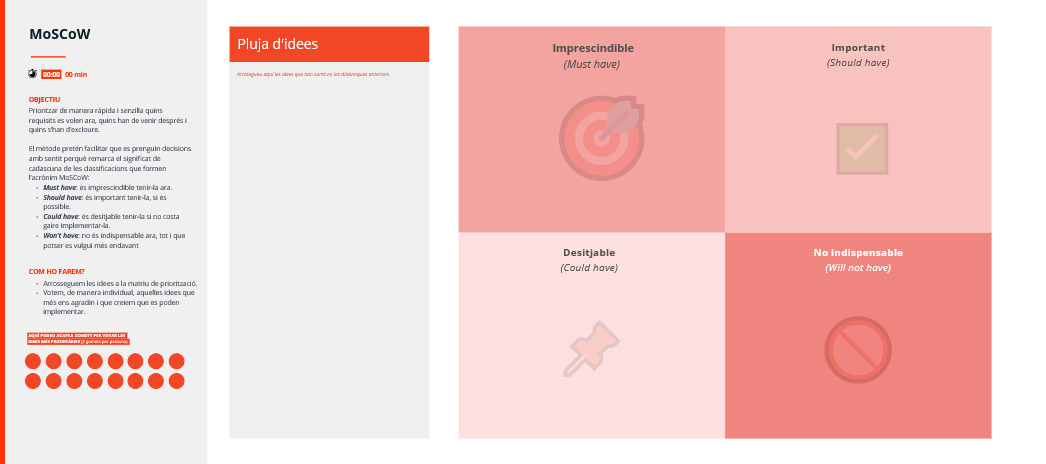 MoSCoW
00:00 00 min
OBJECTIU
Prioritzar de manera ràpida i senzilla quins
requisits es volen ara, quins han de venir després i
quins s'han d'excloure.
El mètode pretén facilitar que es prenguin decisions
amb sentit perquè remarca el significat de
cadascuna de les classificacions que formen
l'acrònim MoSCoW:
• Must have: és imprescindible tenir-la ara.
• Should have: és important tenir-la, si és
possible.
• Could have: és desitjable tenir-la si no costa
gaire implementar-la.
• Won't have: no és indispensable ara, tot i que
potser es vulgui més endavant
COM HO FAREM?
• Arrosseguem les idees a la matriu de priorització.
• Votem, de manera individual, aquelles idees que
més ens agradin i que creiem que es poden
implementar.
AQUÍ TENIU ALGUNS GOMETS PER VOTAR LES
IDEES MÉS PRIORITÀRIES (2 gomets per persona)
Pluja d'idees
Arrossegueu aquí les idees que han sortit en les dinàmiques anteriors.
Imprescindible
(Must have)
Important
(Should have)
Desitjable
(Could have)
No Indispensable
(Will not have)